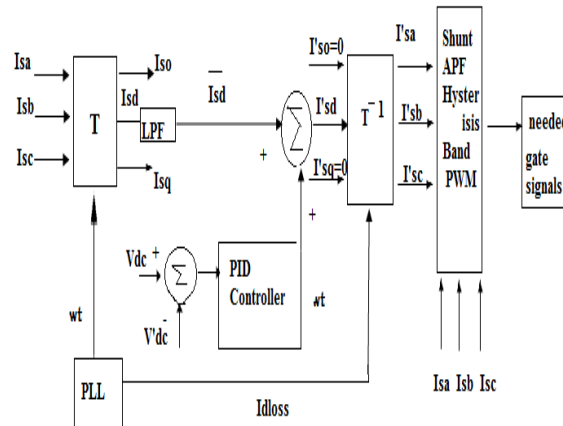 Isa
Isb
Isc
T
Iso
Isd
LPF
Isq
Isd
+
+
Σ
I'so=0
I'sd
I'sq=0
T⁻¹
I'sa
I'sb
I'sc
Shunt
APF
Hyster
isis
Band
PWM
needed
gate
signals
Vdc
+
V'dc
-
Σ
PID
Controller
wt
wt
PLL
Idloss
Isa Isb Isc